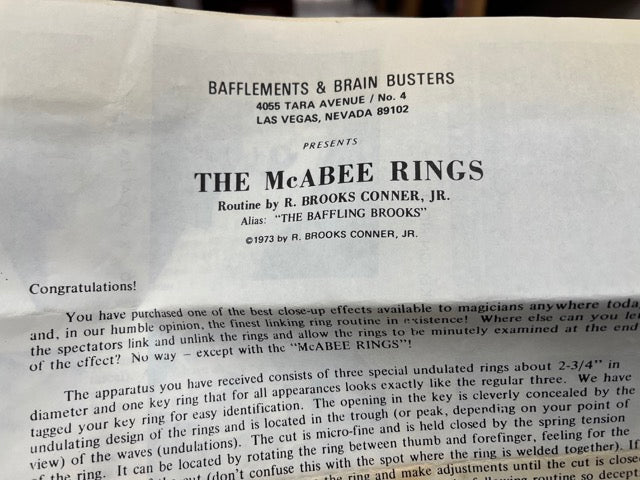 BAFFLEMENTS & BRAIN BUSTERS
4055 TARA AVENUE / No. 4
LAS VEGAS, NEVADA 89102
PRESENTS
THE McABEE RINGS
Routine by R. BROOKS CONNER, JR.
Alias: "THE BAFFLING BROOKS"
©1973 by R. BROOKS CONNER, JR.
Congratulations!
You have purchased one of the best close-up effects available to magicians anywhere toda
and, in our humble opinion, the finest linking ring routine in existence! Where else can you let
the spectators link and unlink the rings and allow the rings to be minutely examined at the end
of the effect? No way – except with the "McABEE RINGS"!
The apparatus you have received consists of three special undulated rings about 2-3/4" in
diameter and one key ring that for all appearances looks exactly like the regular three. We have
tagged your key ring for easy identification. The opening in the key is cleverly concealed by the
undulating design of the rings and is located in the trough (or peak, depending on your point of
view) of the waves (undulations). The cut is micro-fine and is held closed by the spring tension
of the ring. It can be located by rotating the ring between thumb and forefinger, feeling for the
cut (don't confuse this with the spot where the ring is welded together). If
the ring and make adjustments until the cut is close
following routine so decept